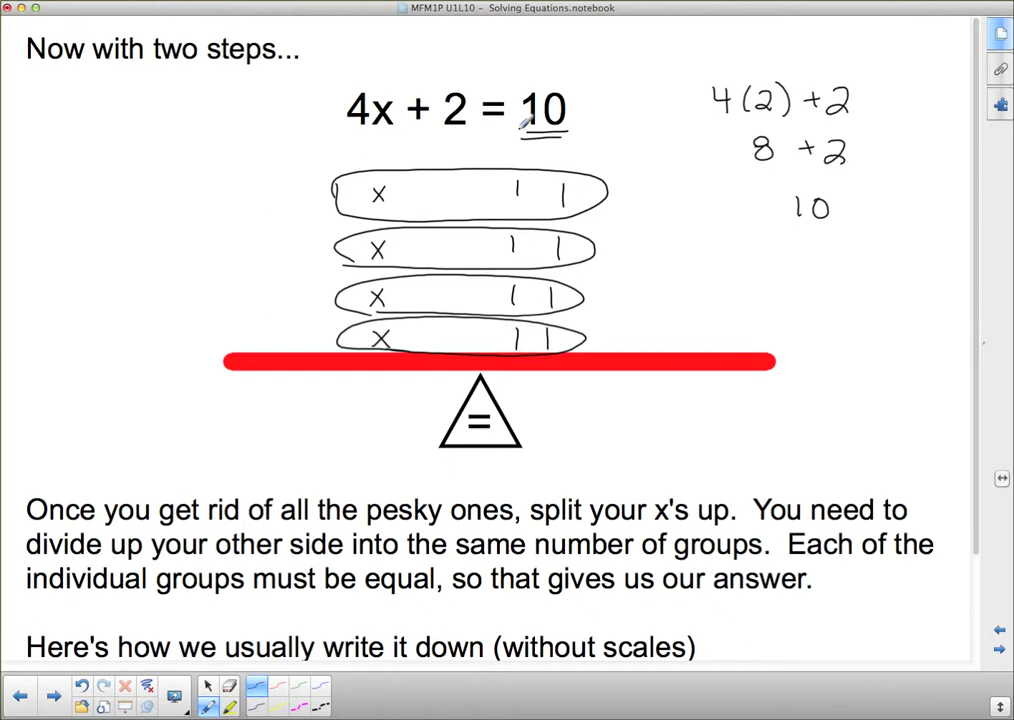 MFM1P U1L10 - Solving Equations.notebook
Now with two steps...
4x + 2 = 10
4(2) +2
8 +2
10
x 1 1
x 1 1
x 1 1
x 1 1
=
Once you get rid of all the pesky ones, split your x's up. You need to
divide up your other side into the same number of groups. Each of the
individual groups must be equal, so that gives us our answer.
Here's how we usually write it down (without scales)